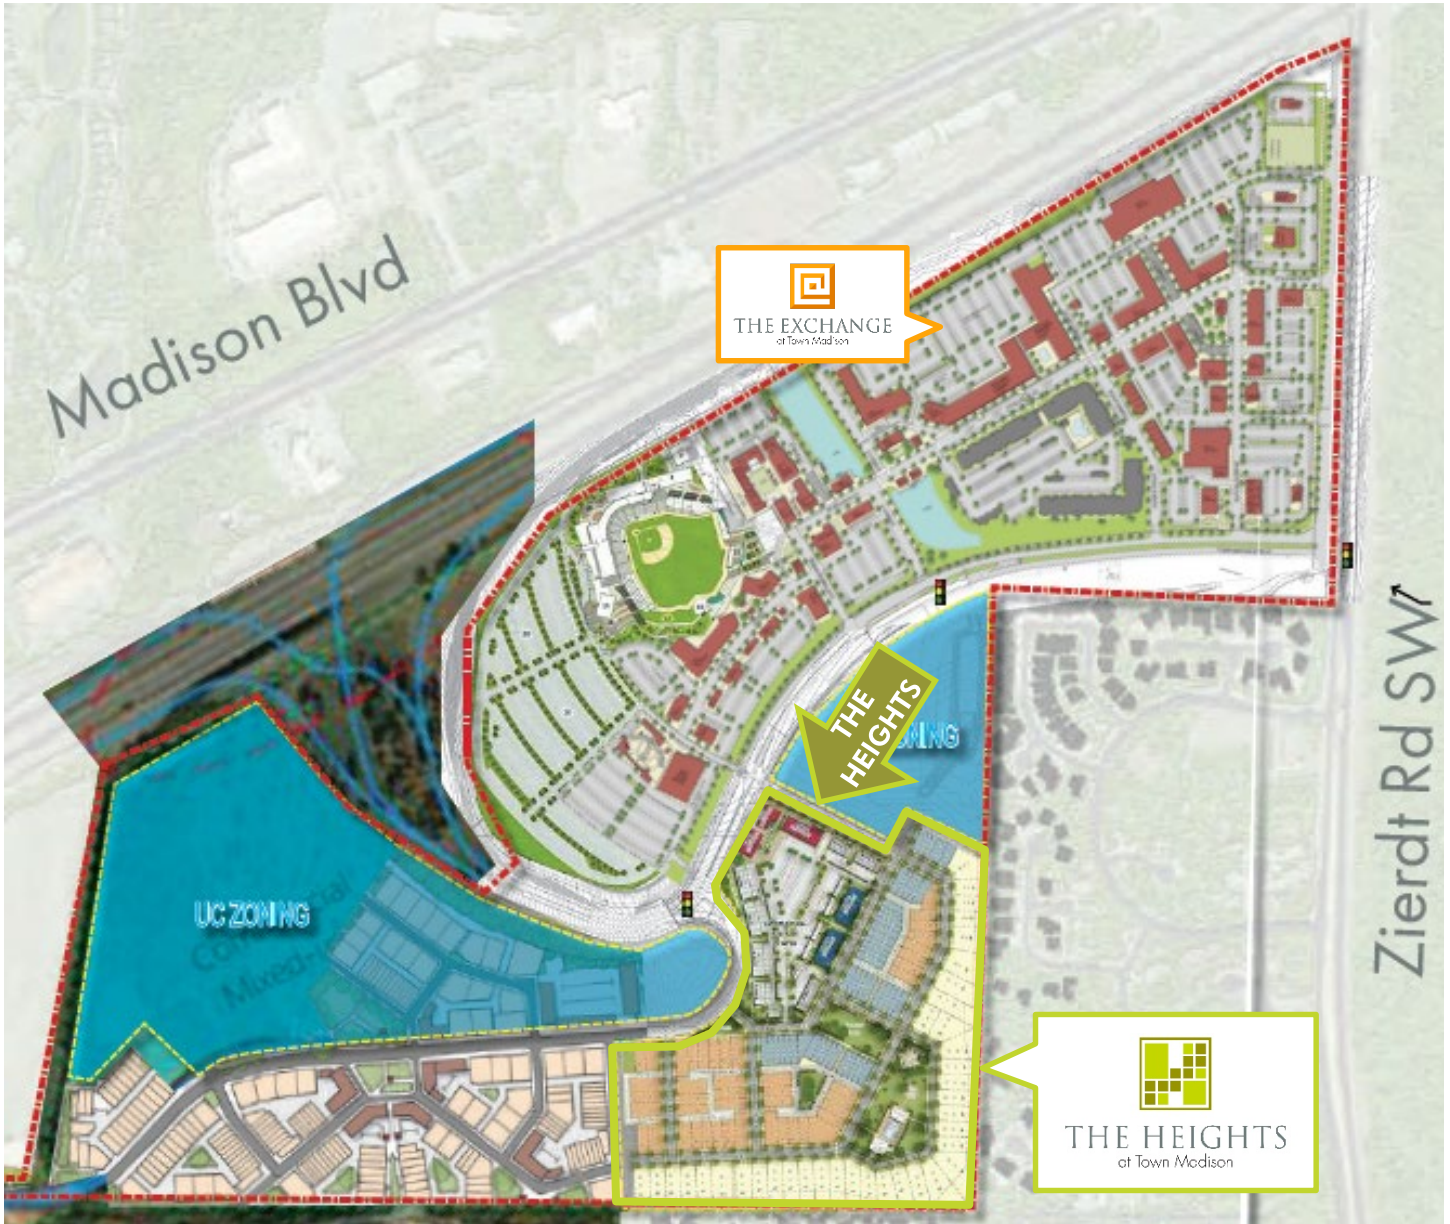 Madison Blvd
THE EXCHANGE
at Town Madison
THE
HEIGHTS
ZONING
UC ZONING
Mixed-
Zierdt Rd SW
THE HEIGHTS
at Town Madison